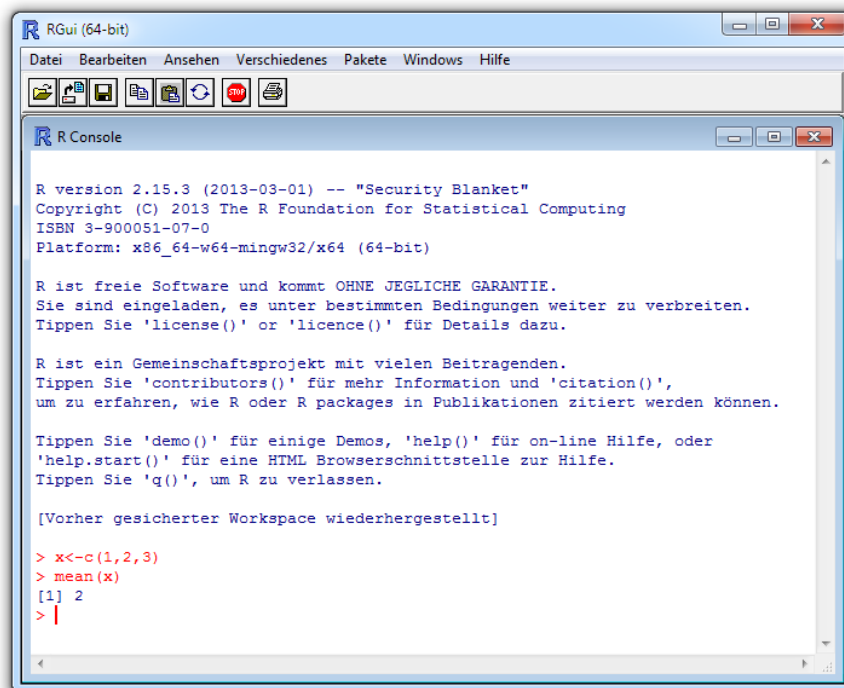 RGui (64-bit)
Datei Bearbeiten Ansehen Verschiedenes Pakete Windows Hilfe
STOP
R Console
R version 2.15.3 (2013-03-01) -- "Security Blanket"
Copyright (C) 2013 The R Foundation for Statistical Computing
ISBN 3-900051-07-0
Platform: x86_64-w64-mingw32/x64 (64-bit)
R ist freie Software und kommt OHNE JEGLICHE GARANTIE.
Sie sind eingeladen, es unter bestimmten Bedingungen weiter zu verbreiten.
Tippen Sie 'license()' or 'licence()' für Details dazu.
R ist ein Gemeinschaftsprojekt mit vielen Beitragenden.
Tippen Sie 'contributors()' für mehr Information und 'citation()',
um zu erfahren, wie R oder R packages in Publikationen zitiert werden können.
Tippen Sie 'demo()' für einige Demos, 'help()' für on-line Hilfe, oder
'help.start()' für eine HTML Browserschnittstelle zur Hilfe.
Tippen Sie 'q()', um R zu verlassen.
[Vorher gesicherter Workspace wiederhergestellt]
> x<-c(1,2,3)
> mean(x)
[1] 2
>